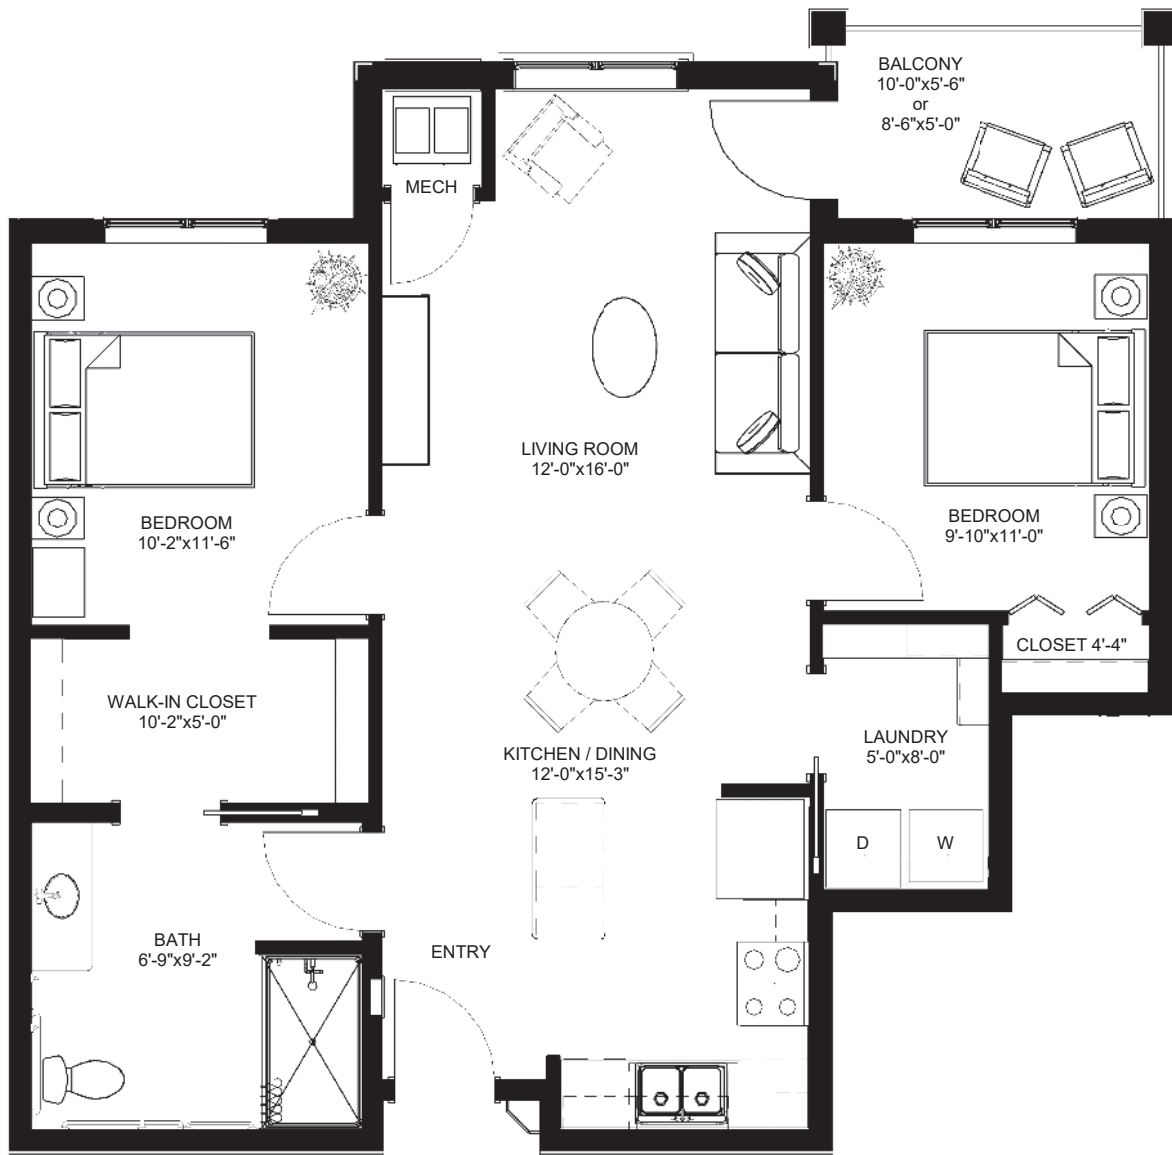 BALCONY
10'-0"x5'-6"
or
8'-6"x5'-0"
MECH
LIVING ROOM
12'-0"x16'-0"
BEDROOM
10'-2"x11'-6"
BEDROOM
9'-10"x11'-0"
CLOSET 4'-4"
WALK-IN CLOSET
10'-2"x5'-0"
KITCHEN / DINING
12'-0"x15'-3"
LAUNDRY
5'-0"x8'-0"
D
W
BATH
6'-9"x9'-2"
ENTRY